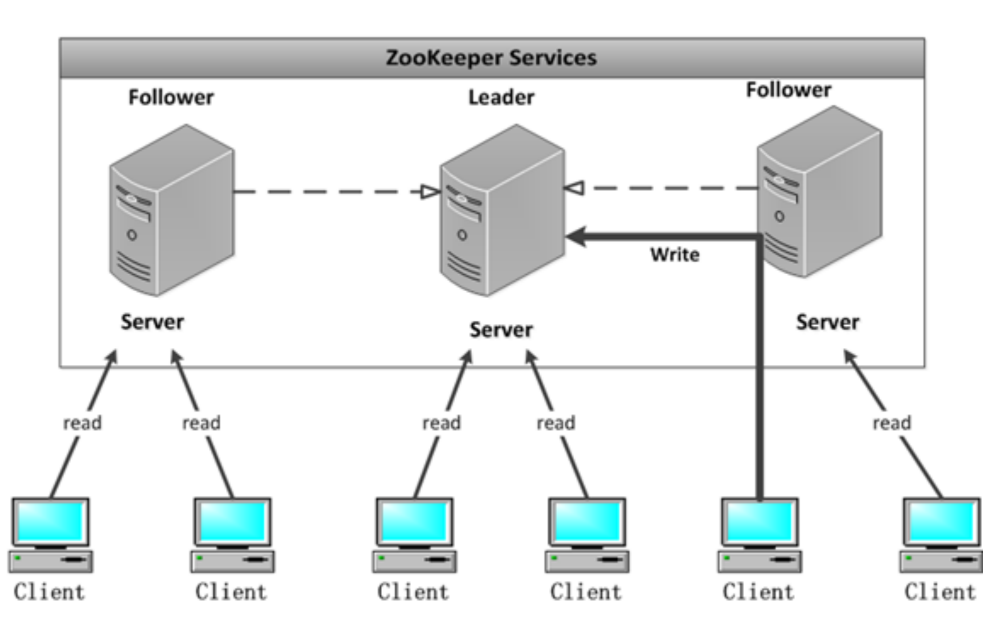 ZooKeeper Services
Follower
Leader
Follower
Write
Server
Server
Server
read
read
read
read
read
Client
Client
Client
Client
Client
Client